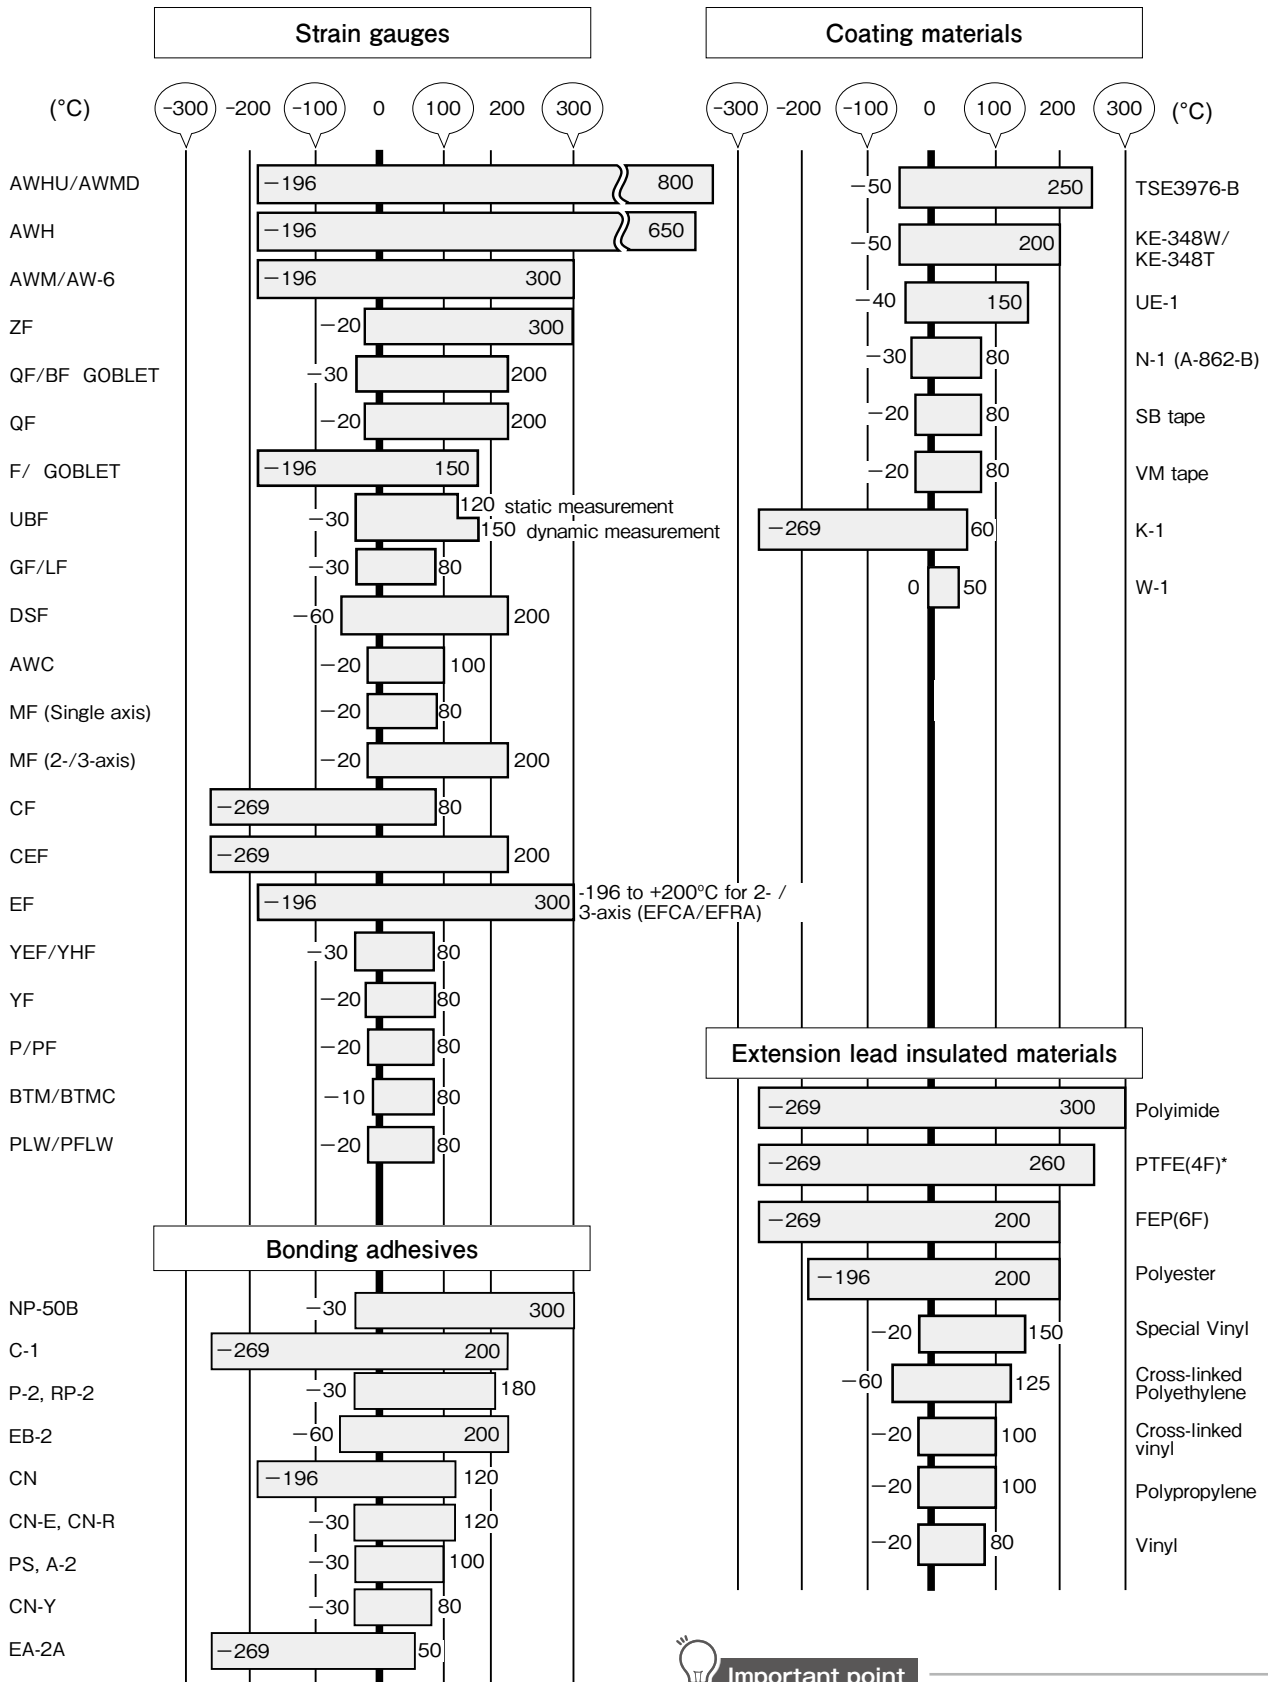 Strain gauges
(°C) -300 -200 -100 0 100 200 300
AWHU/AWMD −196 800
AWH −196 650
AWM/AW-6 −196 300
ZF −20 300
QF/BF GOBLET −30 200
QF −20 200
F/ GOBLET −196 150
UBF −30 120 static measurement
150 dynamic measurement
GF/LF −30 80
DSF −60 200
AWC −20 100
MF (Single axis) −20 80
MF (2-/3-axis) −20 200
CF −269 80
CEF −269 200
EF −196 300 -196 to +200°C for 2- /
3-axis (EFCA/EFRA)
YEF/YHF −30 80
YF −20 80
P/PF −20 80
BTM/BTMC −10 80
PLW/PFLW −20 80
Bonding adhesives
NP-50B −30 300
C-1 −269 200
P-2, RP-2 −30 180
EB-2 −60 200
CN −196 120
CN-E, CN-R −30 120
PS, A-2 −30 100
CN-Y −30 80
EA-2A −269 50
Coating materials
-300 -200 -100 0 100 200 300 (°C)
−50 250 TSE3976-B
−50 200 KE-348W/
KE-348T
−40 150 UE-1
−30 80 N-1 (A-862-B)
−20 80 SB tape
−20 80 VM tape
−269 60 K-1
0 50 W-1
Extension lead insulated materials
−269 300 Polyimide
−269 260 PTFE(4F)*
−269 200 FEP(6F)
−196 200 Polyester
−20 150 Special Vinyl
−60 125 Cross-linked
Polyethylene
−20 100 Cross-linked
vinyl
−20 100 Polypropylene
−20 80 Vinyl
Important point